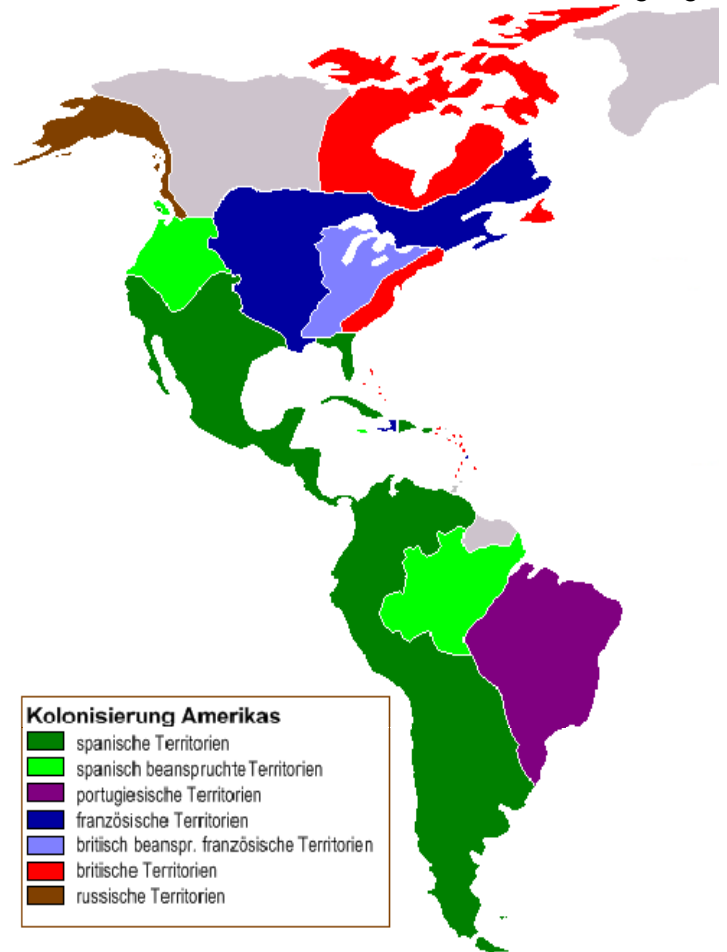 Kolonisierung Amerikas
spanische Territorien
spanisch beanspruchte Territorien
portugiesische Territorien
französische Territorien
britisch beanspr. französische Territorien
britische Territorien
russische Territorien